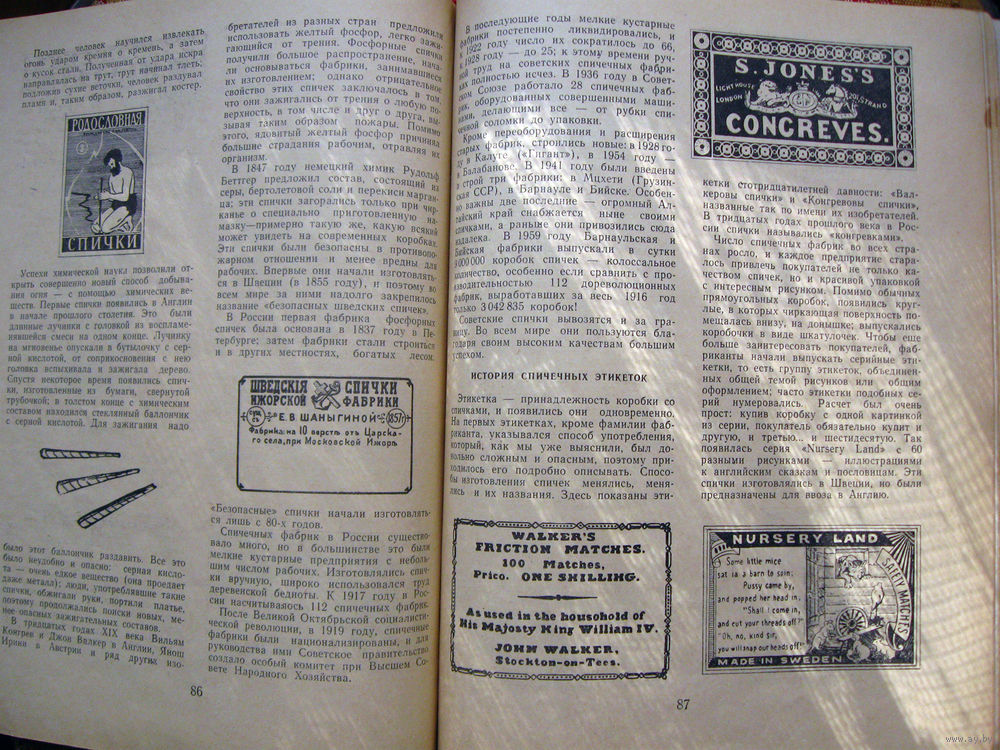 Позднее человек научился извлекать
огонь ударом кремня о кремень, а затем
о кусок стали. Полученная от удара искра
направлялась на трут, трут начинал тлеть;
подложив сухие веточки, человек раздувал
пламя и, таким образом, разжигал костер.
РОДОСЛОВНАЯ
СПИЧКИ
Успехи химической науки позволили от-
крыть совершенно новый способ добыва-
ния огня — с помощью химических ве-
ществ. Первые спички появились в Англии
в начале прошлого столетия. Это были
длинные лучинки с головкой из воспламе-
нявшейся смеси на одном конце. Лучинку
на мгновенье опускали в бутылочку с сер-
ной кислотой, от соприкосновения с нею
головка вспыхивала и зажигала дерево.
Спустя некоторое время появились спич-
ки, изготовленные из бумаги, свернутой
трубочкой; в толстом конце с химическим
составом находился стеклянный баллончик
с серной кислотой. Для зажигания надо
было этот баллончик раздавить. Все это
было неудобно и опасно: серная кисло-
та — очень едкое вещество (она проедает
даже металл); люди, употреблявшие такие
спички, обжигали руки, портили платье,
поэтому продолжались поиски новых, ме-
нее опасных зажигательных составов.
В тридцатых годах XIX века Вильям
Конгрев и Джон Валкер в Англии, Янош
Ирини в Австрии и ряд других изо-
бретателей из разных стран предложили
использовать желтый фосфор, легко зажи-
гающийся от трения. Фосфорные спички
получили большое распространение, нача-
ли основываться фабрики, занимавшиеся
их изготовлением; однако отрицательное
свойство этих спичек заключалось в том,
что они зажигались от трения о любую по-
верхность, в том числе и друг о друга, вы-
зывая таким образом пожары. Помимо
этого, ядовитый желтый фосфор причинял
большие страдания рабочим, отравляя их
организм.
В 1847 году немецкий химик Рудольф
Беттгер предложил состав, состоящий из
серы, бертолетовой соли и перекиси марган-
ца; эти спички загорались только при чир-
канье о специально приготовленную на-
мазку—примерно такую же, какую всякий
может увидеть на современных коробках.
Эти спички были безопасны в противопо-
жарном отношении и менее вредны для
рабочих. Впервые они начали изготовлять-
ся в Швеции (в 1855 году), и поэтому во
всем мире за ними надолго закрепилось
название безопасных шведских спичек».
В России первая фабрика фосфорных
спичек была основана в 1837 году в Пе-
тербурге; затем фабрики стали строиться
и в других местностях, богатых лесом.
ШВЕДСКІЯ СПИЧКИ
ИЖОРСКОЙ ФАБРИКИ
Е. В. ШАНЫГИНОЙ
Фабрика на 10 верстѣ отъ Царска-
го села, при Московской Ижорѣ
«Безопасные» спички начали изготовлять-
ся лишь с 80-х годов.
Спичечных фабрик в России существо-
вало много, но в большинстве это были
мелкие кустарные предприятия с неболь-
шим числом рабочих. Изготовлялись спич-
ки вручную, широко использовался труд
деревенской бедноты. К 1917 году в Рос-
сии насчитывалось 112 спичечных фабрик.
После Великой Октябрьской социалисти-
ческой революции, в 1919 году, спичечные
фабрики были национализированы, и для
руководства ими Советское правительство
создало особый комитет при Высшем Со-
вете Народного Хозяйства.
86
В последующие годы мелкие кустарные
фабрики постепенно ликвидировались, и
1922 году число их сократилось до 66,
1928 году — до 25; к этому времени руч-
ной труд на советских спичечных фабри-
ках полностью исчез. В 1936 году в Совет-
ском Союзе работало 28 спичечных фаб-
рик, оборудованных совершенными маши-
нами, делающими все — от рубки спи-
чечной соломки до упаковки.
Кроме переоборудования и расширения
старых фабрик, строились новые: в 1928 го-
ду в Калуге («Гигант»), в 1954 году —
в Балабанове. В 1941 году были введены
в строй три фабрики: в Мцхети (Грузин-
ская ССР), в Барнауле и Бийске. Особен-
но важны две последние — огромный Ал-
тайский край снабжается ныне своими
спичками, а раньше они привозились сюда
издалека. В 1959 году Барнаульская и
Бийская фабрики выпускали в сутки
000 000 коробок спичек — колоссальное
количество, особенно если сравнить с про-
изводительностью 112 дореволюционных
фабрик, выработавших за весь 1916 год
только 3 042 835 коробок!
Советские спички вывозятся и за гра-
ницу. Во всем мире они пользуются бла-
годаря своим высоким качествам большим
успехом.
ИСТОРИЯ СПИЧЕЧНЫХ ЭТИКЕТОК
Этикетка — принадлежность коробки со
спичками, и появились они одновременно.
На первых этикетках, кроме фамилии фаб-
риканта, указывался способ употребления,
который, как мы уже выяснили, был до-
вольно сложным и опасным, поэтому при-
ходилось его подробно описывать. Спосо-
бы изготовления спичек менялись, меня-
лись и их названия. Здесь показаны эти-
WALKER'S
FRICTION MATCHES.
100 Matches,
Price. ONE SHILLING.
As used in the household of
His Majesty King William IV.
JOHN WALKER,
Stockton-on-Tees.
S. JONES'S
LIGHT HOUSE
LONDON
201, STRAND
CONGREVES.
кетки стотридцатилетней давности: «Вал-
керовы спички» и «Конгревовы спички»,
названные так по имени их изобретателей.
В тридцатых годах прошлого века в Рос-
сии спички назывались «конгревками».
Число спичечных фабрик во всех стра-
нах росло, и каждое предприятие стара-
лось привлечь покупателей не только ка-
чеством спичек, но и красивой упаковкой
с интересным рисунком. Помимо обычных
прямоугольных коробок, появились круг-
лые, в которых чиркающая поверхность по-
мещалась внизу, на донышке; выпускались
коробочки в виде шкатулочек. Чтобы еще
больше заинтересовать покупателей, фаб-
риканты начали выпускать серийные эти-
кетки, то есть группу этикеток, объединен-
ных общей темой рисунков или общим
оформлением; часто этикетки подобных се-
рий нумеровались. Расчет был очень
прост: купив коробку с одной картинкой
из серии, покупатель обязательно купит и
другую, и третью... и шестидесятую. Так
появилась серия «Nursery Land» с 60
разными рисунками — иллюстрациями
к английским сказкам и пословицам. Эти
спички изготовлялись в Швеции, но были
предназначены для ввоза в Англию.
NURSERY LAND
Some little mice
sat in a barn to spin;
Pussy came by,
and popped her head in.
"Shall I come in,
and cut your threads off?"
"Oh, no, kind sir,
you will snap our heads off!"
SAFETY MATCHES
MADE IN SWEDEN
87
www.ay.by